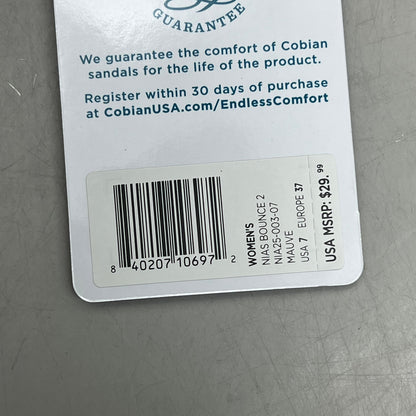 GUARANTEE
We guarantee the comfort of Cobian
sandals for the life of the product.
Register within 30 days of purchase
at CobianUSA.com/EndlessComfort
8 40207 10697 2
WOMEN'S
NIAS BOUNCE 2
NIA25-003-07
MAUVE
USA 7 EUROPE 37
USA MSRP: $29.99